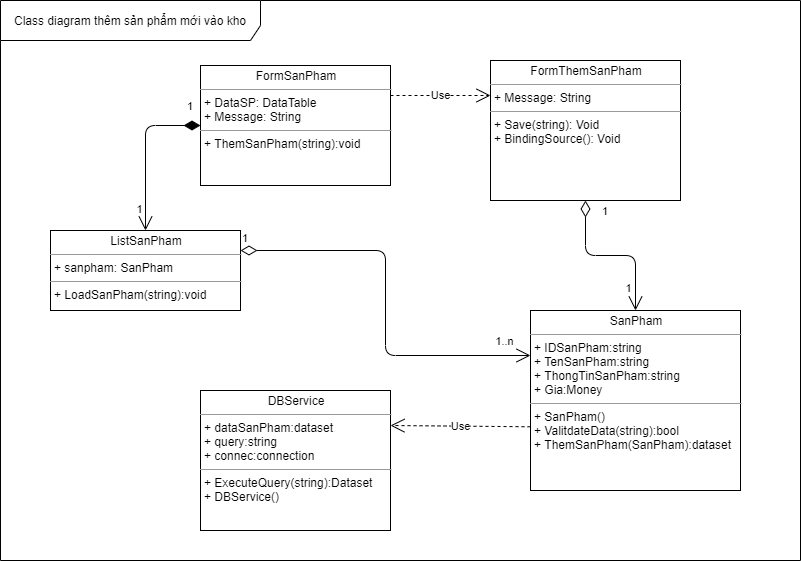 Class diagram thêm sản phẩm mới vào kho
FormSanPham
+ DataSP: DataTable
+ Message: String
+ ThemSanPham(string):void
Use
FormThemSanPham
+ Message: String
+ Save(string): Void
+ BindingSource(): Void
1
1
1
1
ListSanPham
+ sanpham: SanPham
+ LoadSanPham(string):void
1
1..n
SanPham
+ IDSanPham:string
+ TenSanPham:string
+ ThongTinSanPham:string
+ Gia:Money
+ SanPham()
+ ValitdateData(string):bool
+ ThemSanPham(SanPham):dataset
Use
DBService
+ dataSanPham:dataset
+ query:string
+ connec:connection
+ ExecuteQuery(string):Dataset
+ DBService()